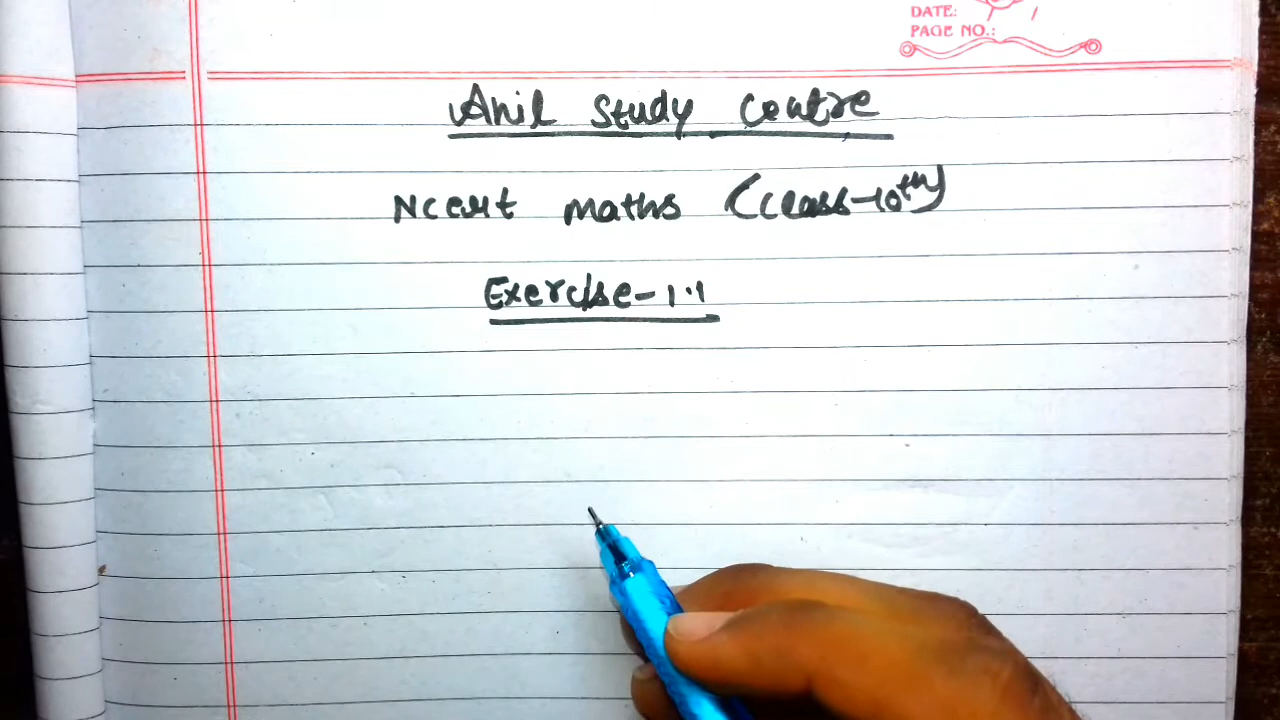 DATE:
PAGE NO.:
Anil Study Centre
Ncert maths (Class-10th)
Exercise-1.1